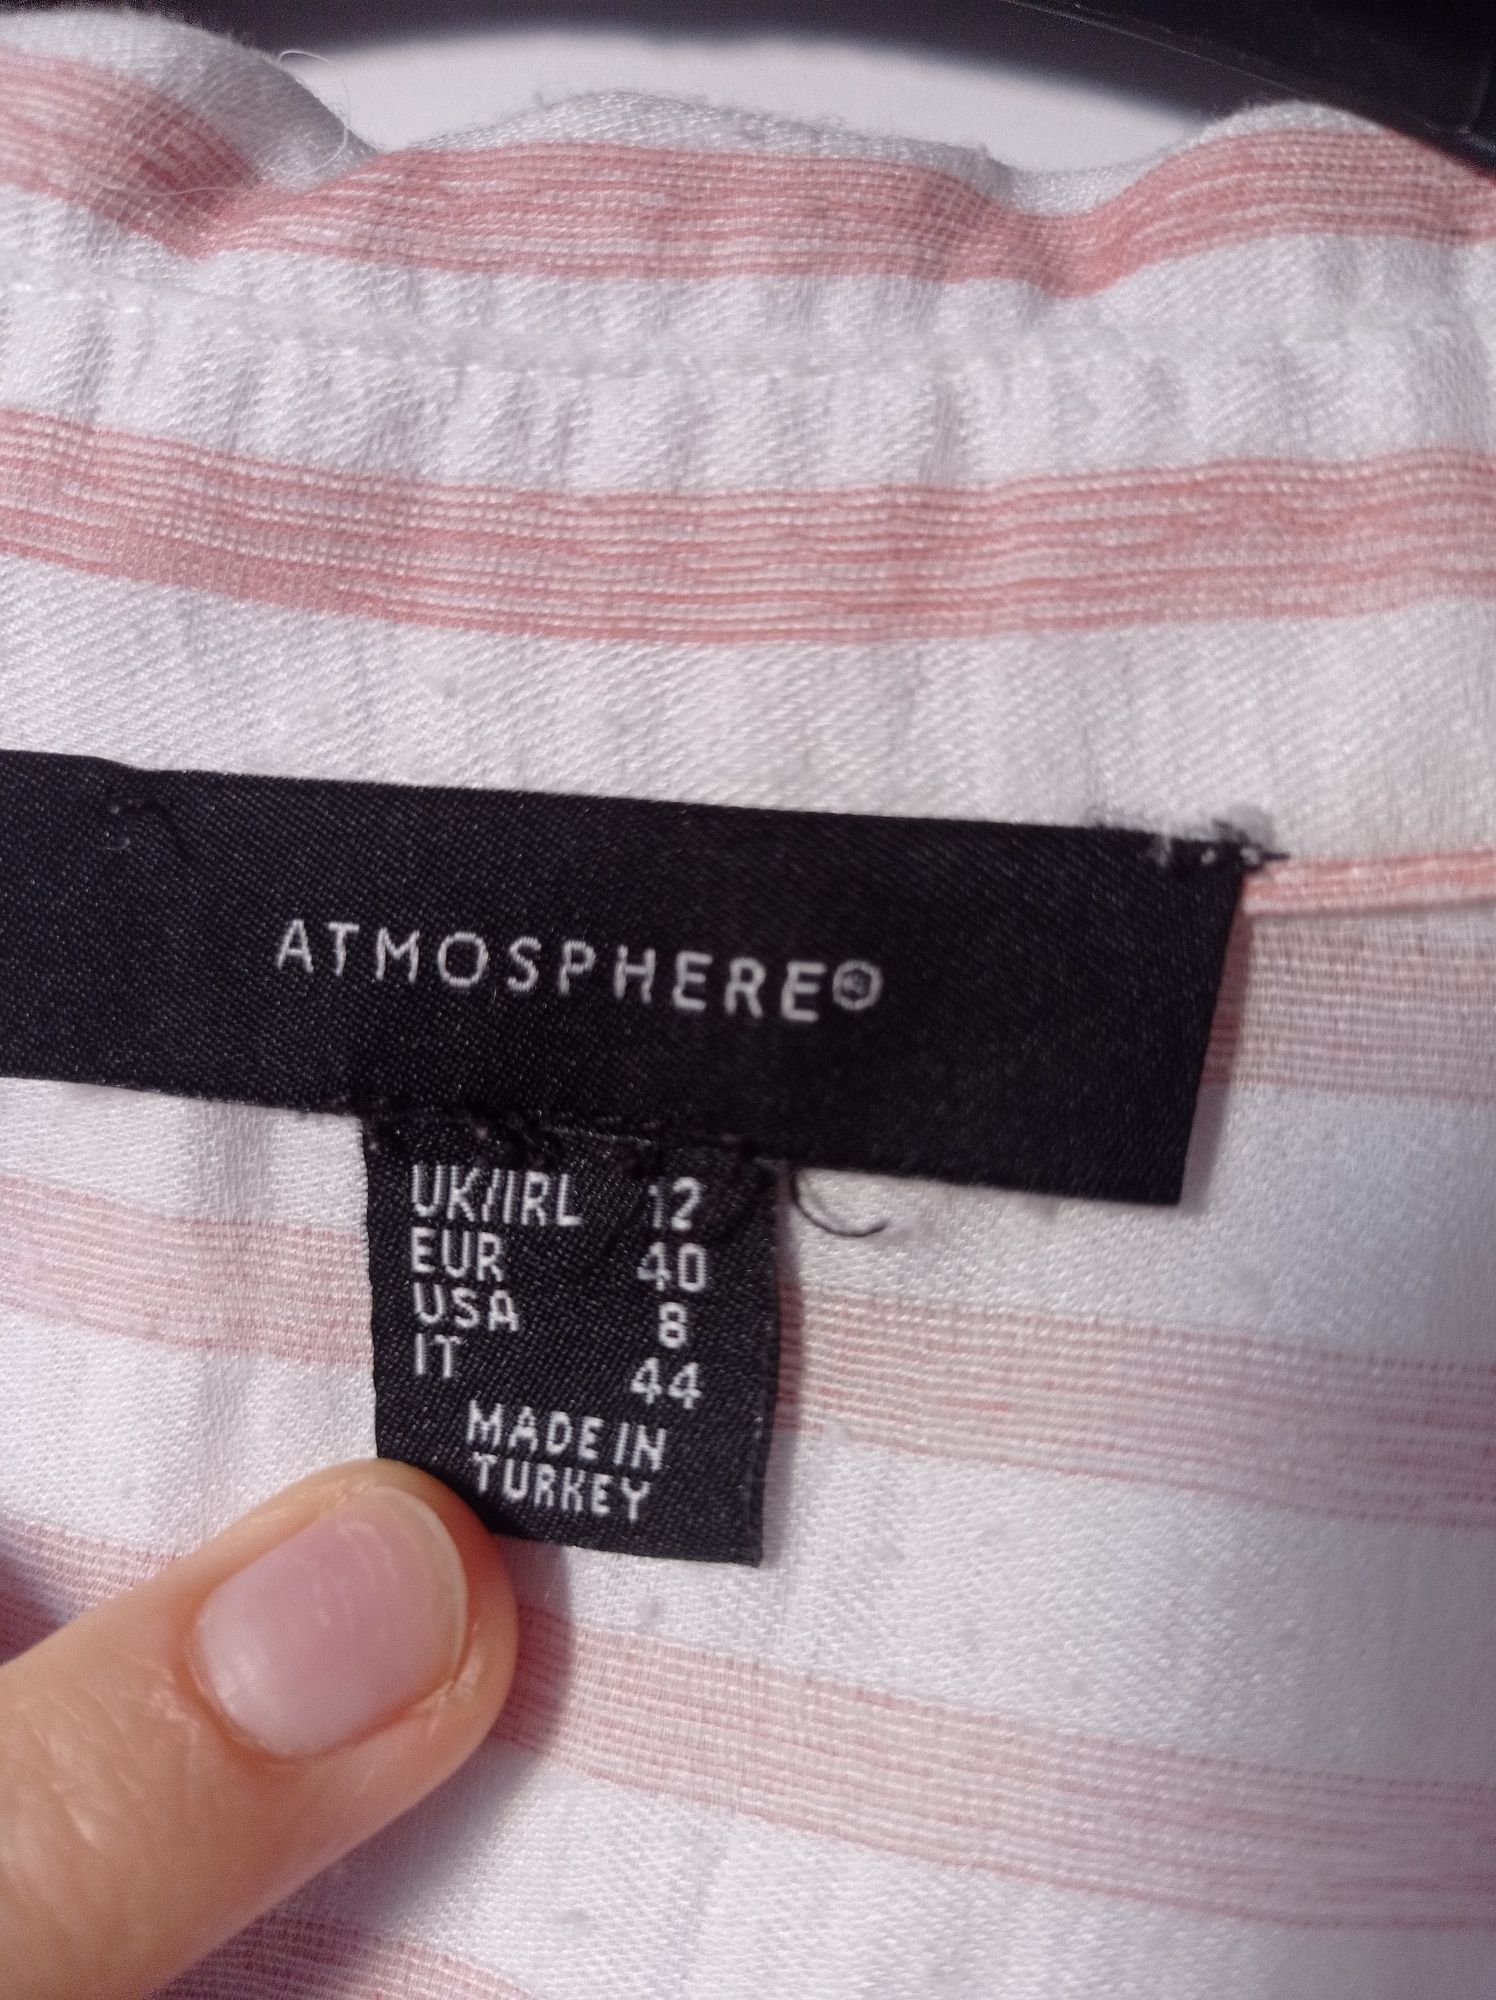 ATMOSPHERE®
UK/IRL 12
EUR 40
USA 8
IT 44
MADE IN
TURKEY